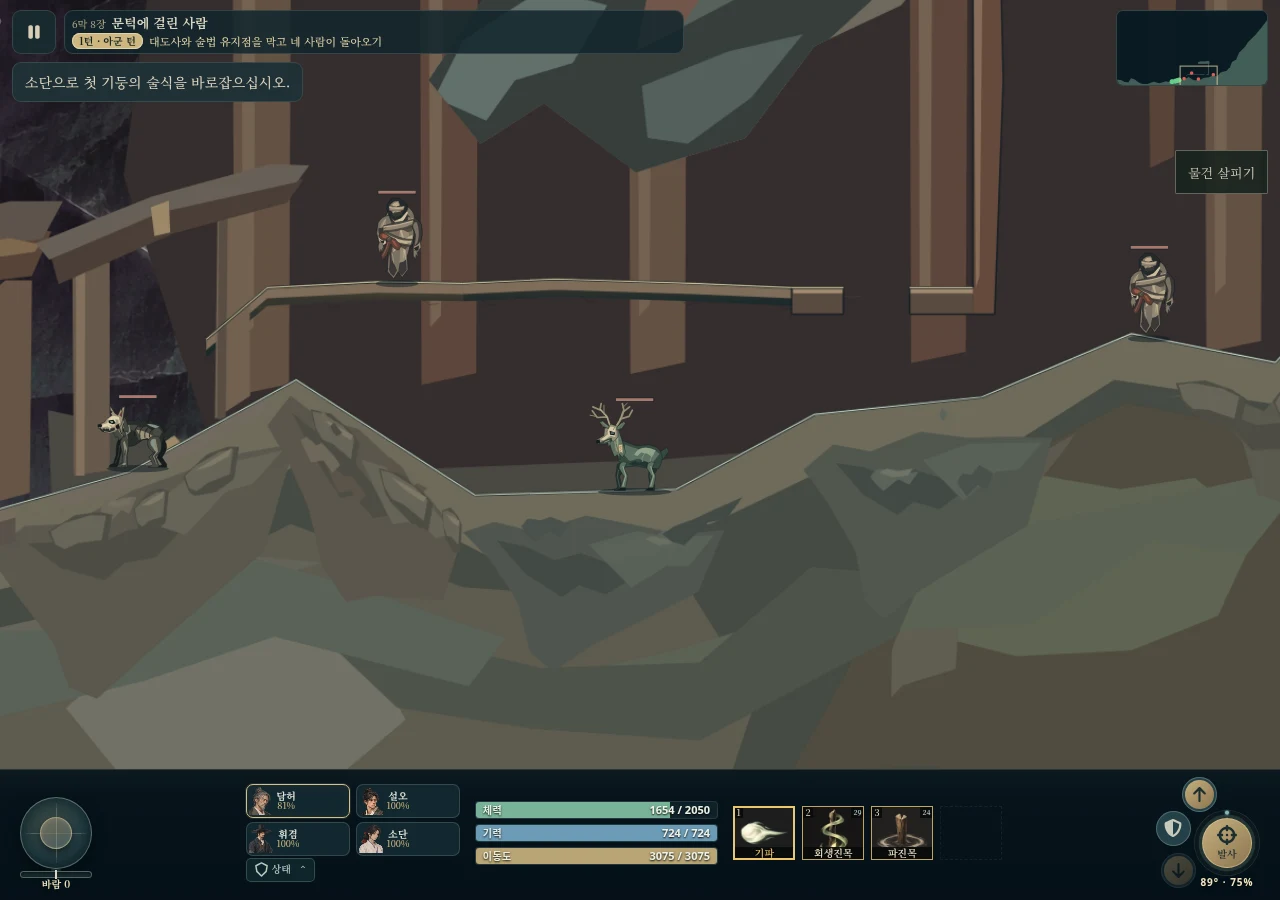 6막 8장 문턱에 걸린 사람
1턴 · 아군 턴 대도사와 술법 유지점을 막고 네 사람이 돌아오기
소단으로 첫 기둥의 술식을 바로잡으십시오.
물건 살피기
달허
81%
설오
100%
휘겸
100%
소단
100%
상태
체력 1654 / 2050
기력 724 / 724
이동도 3075 / 3075
1
기파
2 29
회생진목
3 24
파진목
바람 0
발사
89° · 75%